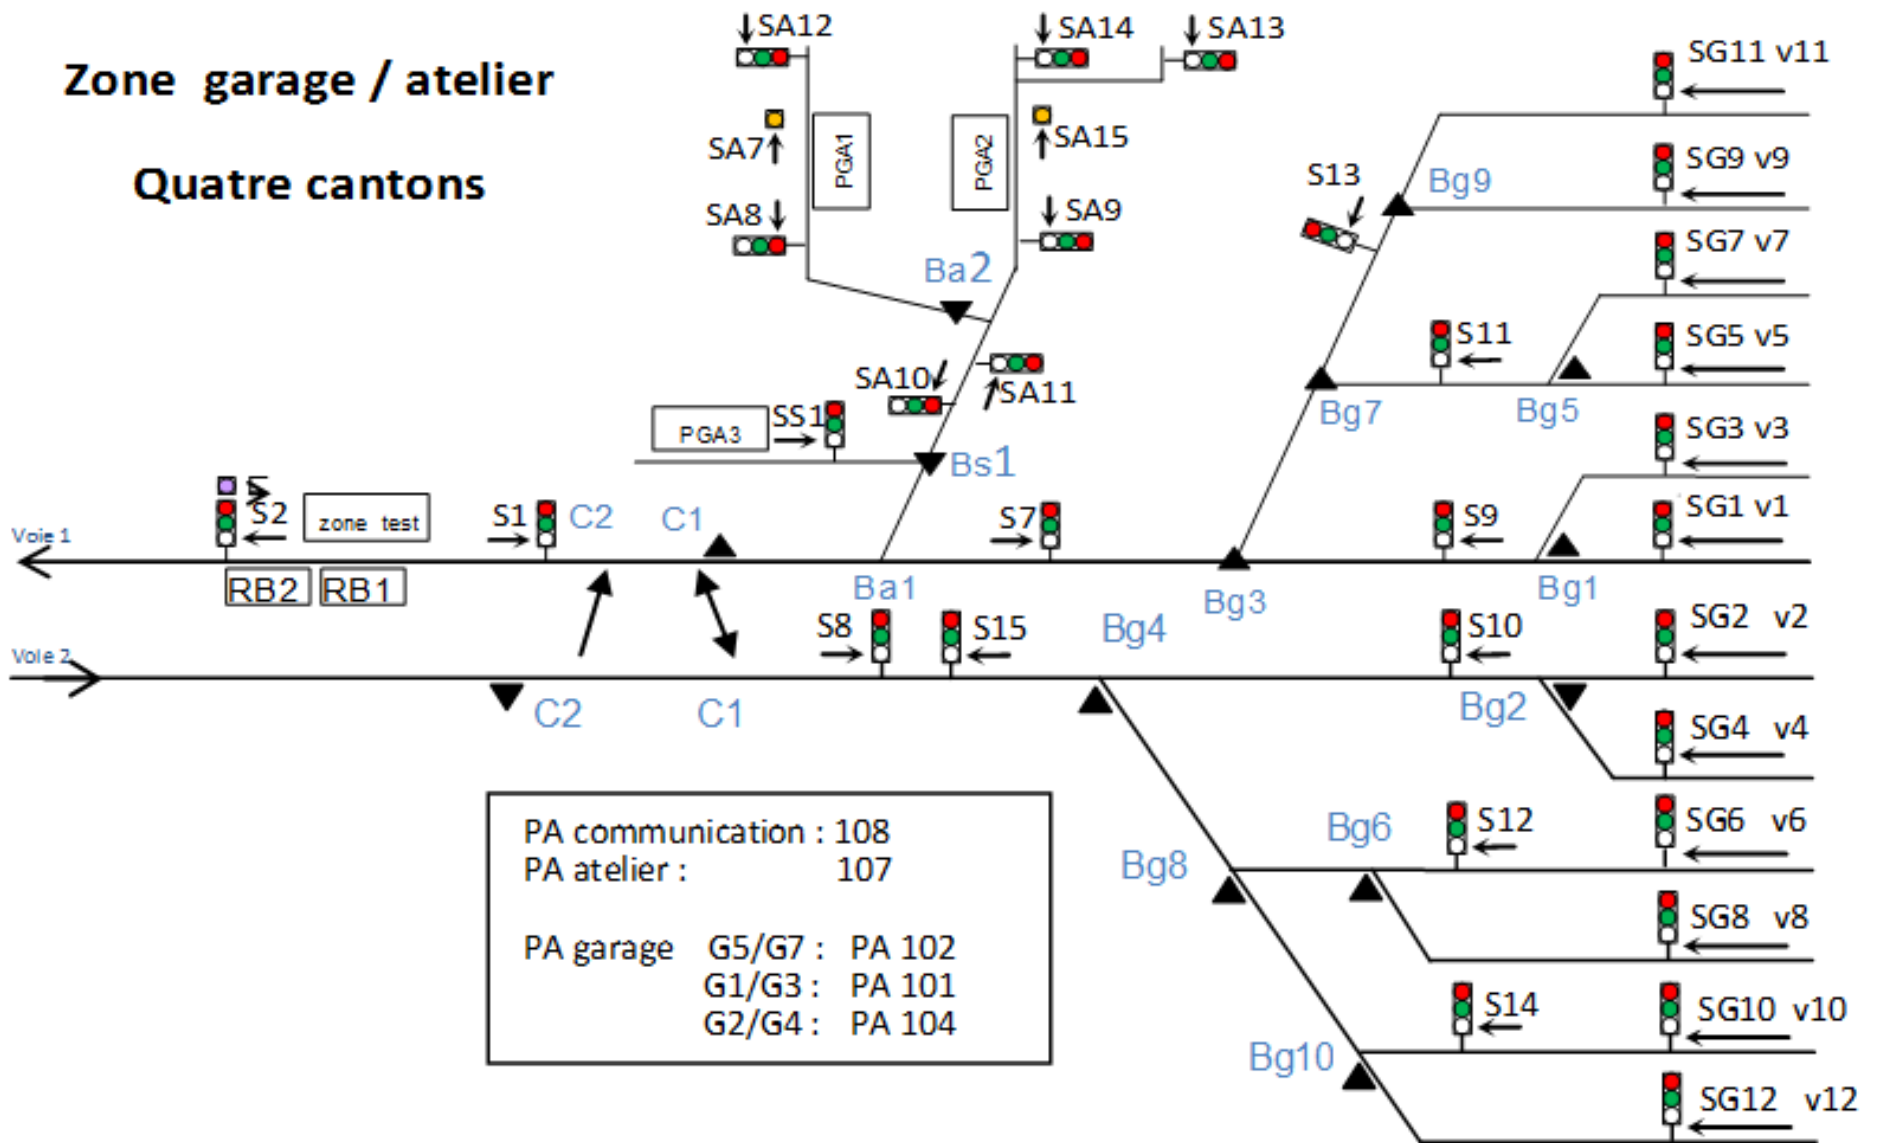 Zone garage / atelier
Quatre cantons
SA12
SA14
SA13
SG11 v11
SA7
PGA1
PGA2
SA15
S13
Bg9
SG9 v9
SA8
SA9
SG7 v7
Ba2
S11
SG5 v5
SA10
SA11
Bg7
Bg5
PGA3
SS1
Bs1
SG3 v3
S2
zone test
S1
C2
C1
S7
S9
SG1 v1
Voie 1
RB2
RB1
Ba1
Bg3
Bg1
S8
S15
Bg4
S10
SG2 v2
Voie 2
C2
C1
Bg2
SG4 v4
PA communication : 108
PA atelier : 107
PA garage G5/G7 : PA 102
G1/G3 : PA 101
G2/G4 : PA 104
Bg6
S12
SG6 v6
Bg8
SG8 v8
S14
SG10 v10
Bg10
SG12 v12